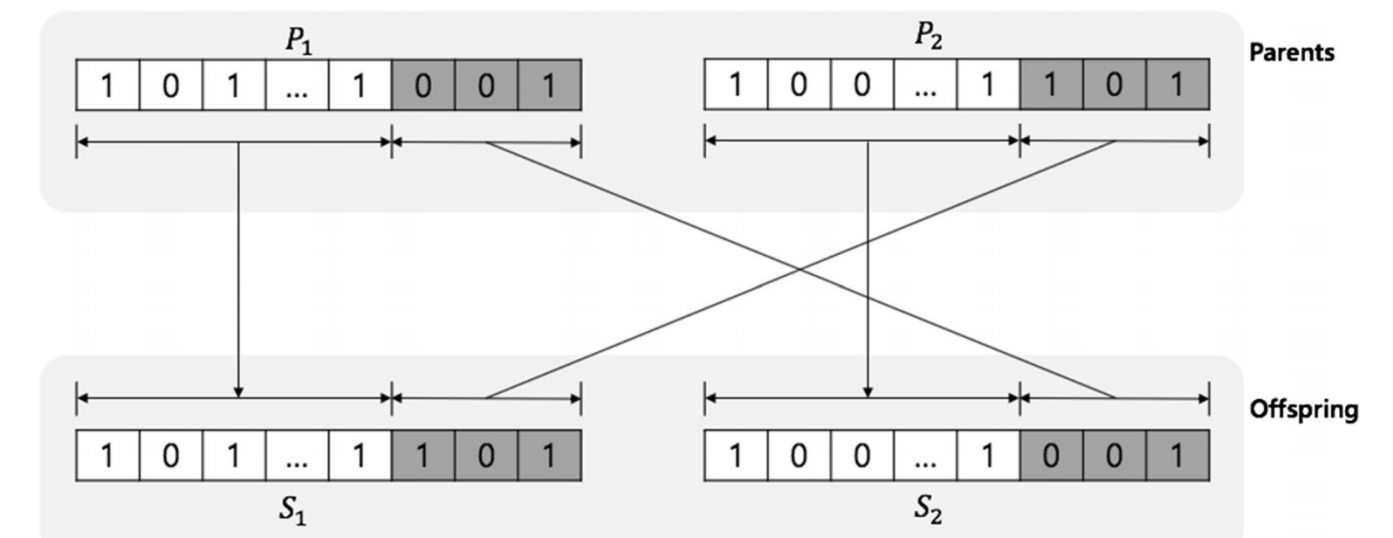 P₁ P₂ Parents
1 0 1 ... 1 0 0 1 1 0 0 ... 1 1 0 1
1 0 1 ... 1 1 0 1 1 0 0 ... 1 0 0 1 Offspring
S₁ S₂